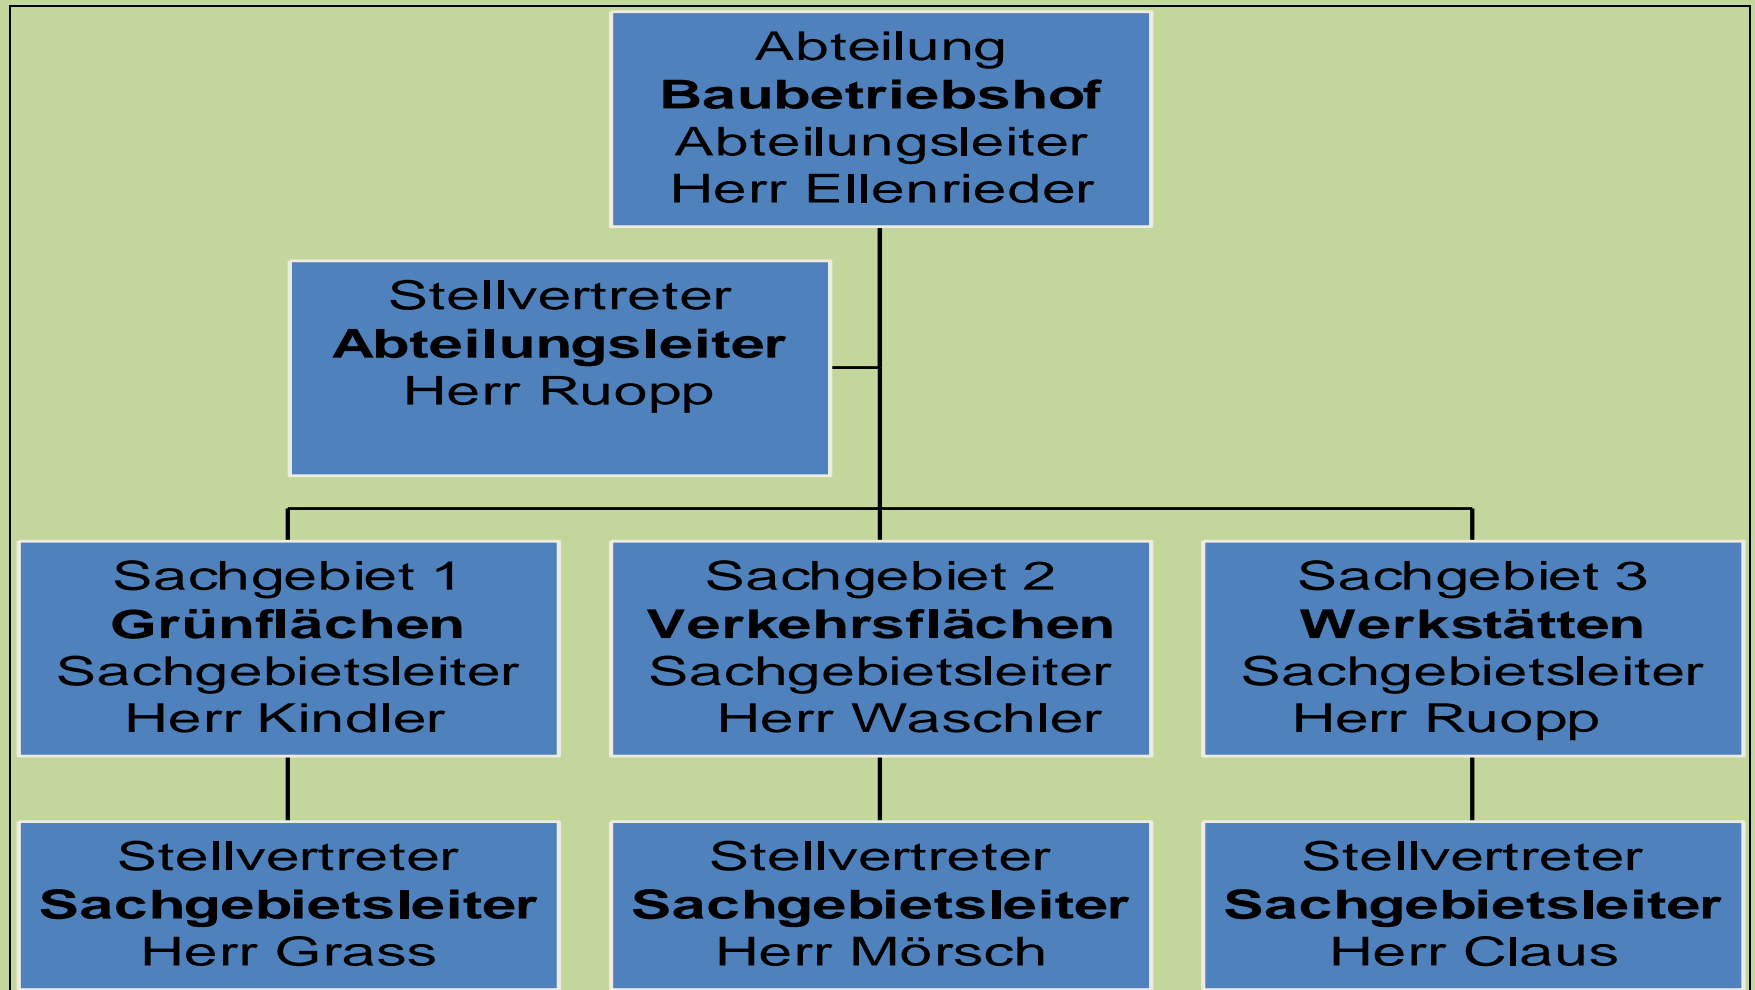 Abteilung
Baubetriebshof
Abteilungsleiter
Herr Ellenrieder
Stellvertreter
Abteilungsleiter
Herr Ruopp
Sachgebiet 1
Grünflächen
Sachgebietsleiter
Herr Kindler
Sachgebiet 2
Verkehrsflächen
Sachgebietsleiter
Herr Waschler
Sachgebiet 3
Werkstätten
Sachgebietsleiter
Herr Ruopp
Stellvertreter
Sachgebietsleiter
Herr Grass
Stellvertreter
Sachgebietsleiter
Herr Mörsch
Stellvertreter
Sachgebietsleiter
Herr Claus